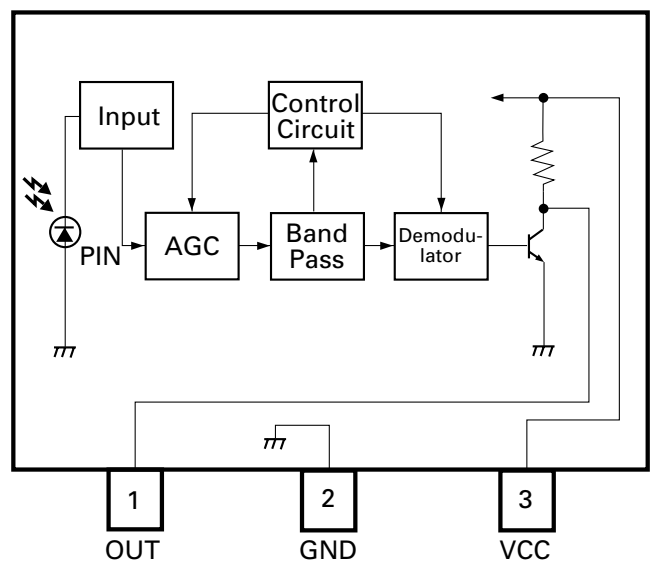 Input
Control
Circuit
PIN
AGC
Band
Pass
Demodu-
lator
1
2
3
OUT
GND
VCC